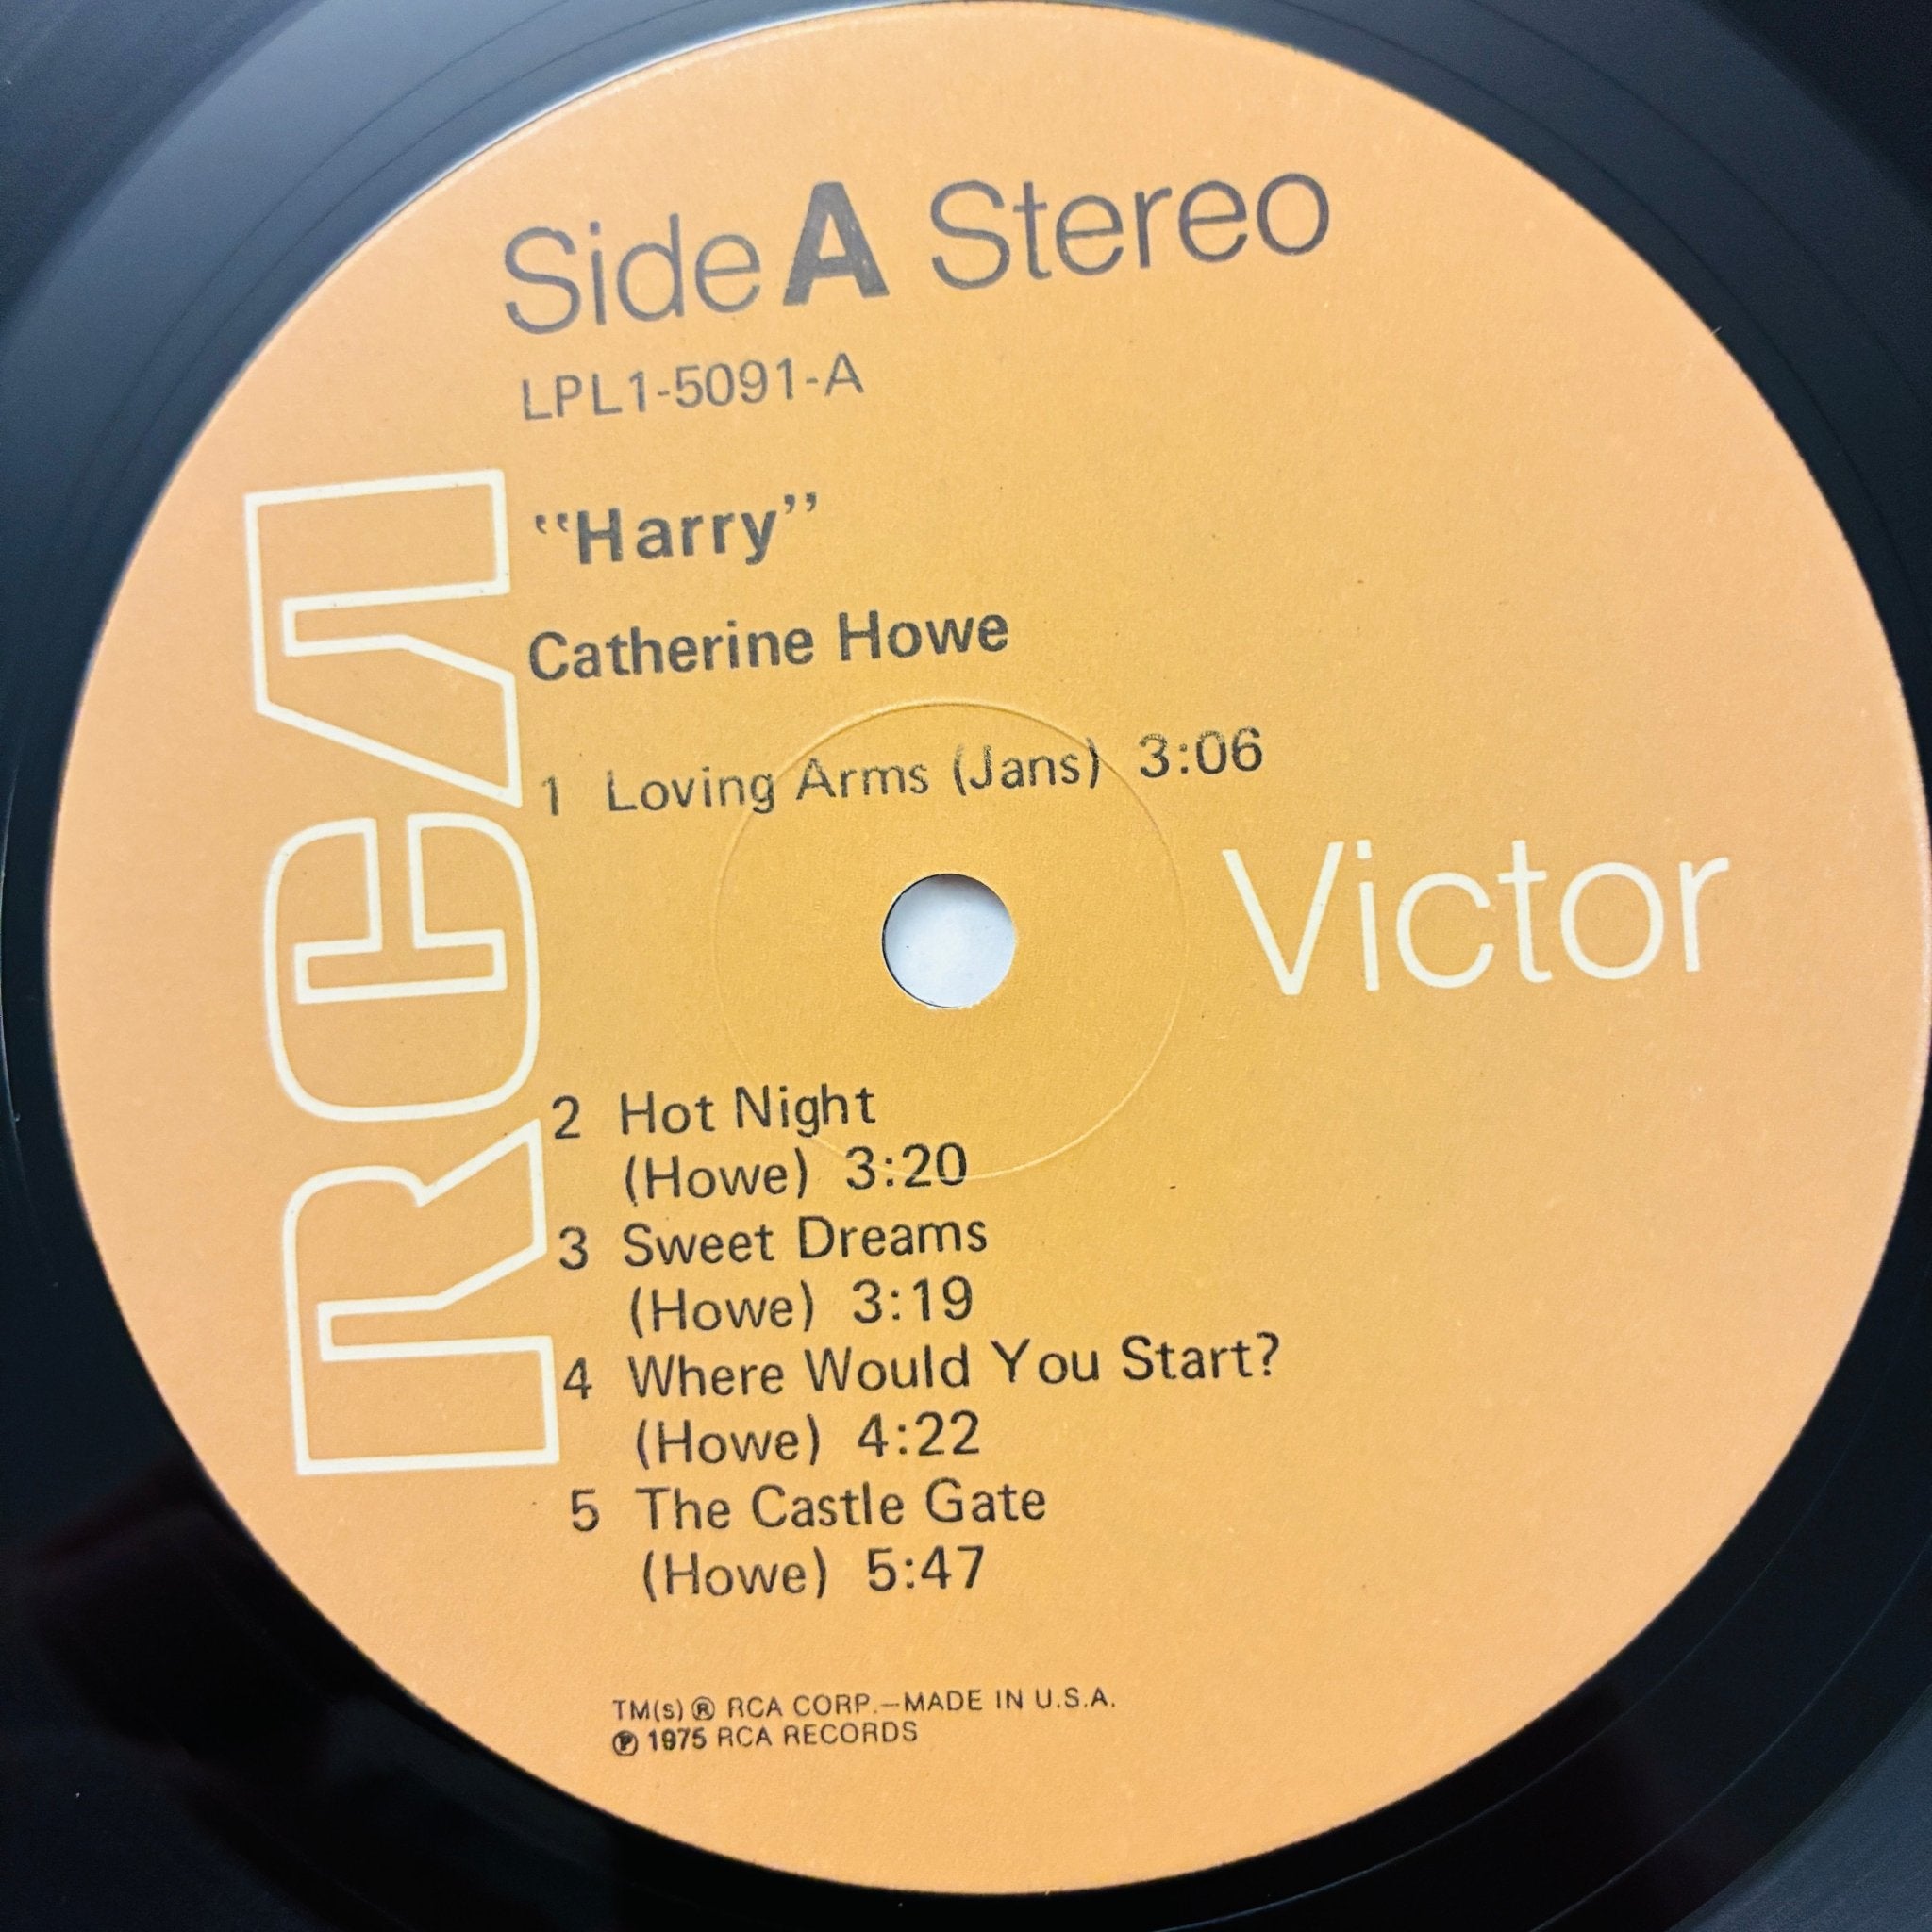 Side A Stereo
LPL1-5091-A
"Harry"
Catherine Howe
1 Loving Arms (Jans) 3:06
RCA
Victor
2 Hot Night
(Howe) 3:20
3 Sweet Dreams
(Howe) 3:19
4 Where Would You Start?
(Howe) 4:22
5 The Castle Gate
(Howe) 5:47
TM(s) ® RCA CORP.—MADE IN U.S.A.
℗ 1975 RCA RECORDS